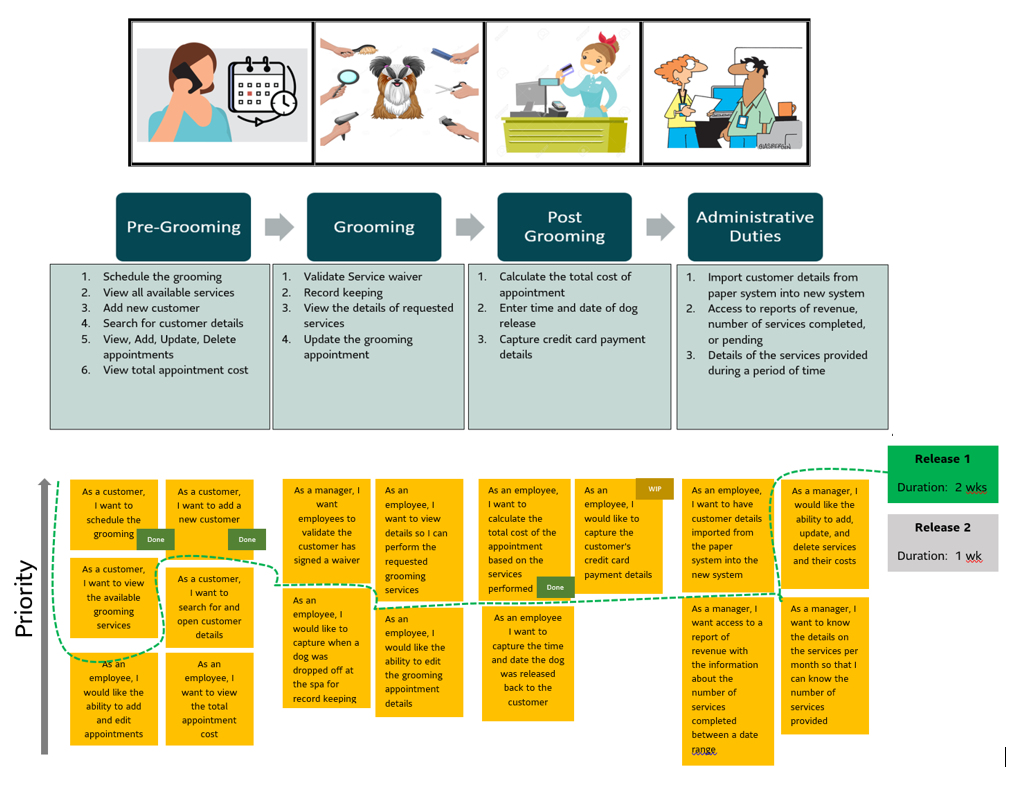 Pre-Grooming
Grooming
Post
Grooming
Administrative
Duties
1. Schedule the grooming
2. View all available services
3. Add new customer
4. Search for customer details
5. View, Add, Update, Delete
appointments
6. View total appointment cost
1. Validate Service waiver
2. Record keeping
3. View the details of requested
services
4. Update the grooming
appointment
1. Calculate the total cost of
appointment
2. Enter time and date of dog
release
3. Capture credit card payment
details
1. Import customer details from
paper system into new system
2. Access to reports of revenue,
number of services completed,
or pending
3. Details of the services provided
during a period of time
Release 1
Duration: 2 wks
Release 2
Duration: 1 wk
Priority
As a customer,
I want to
schedule the
grooming
Done
As a customer,
I want to add a
new customer
Done
As a customer,
I want to view
the available
grooming
services
As a customer,
I want to
search for and
open customer
details
As an
employee, I
would like the
ability to add
and edit
appointments
As an
employee, I
want to view
the total
appointment
cost
As a manager, I
want
employees to
validate the
customer has
signed a waiver
As an
employee, I
want to view
details so I can
perform the
requested
grooming
services
As an
employee, I
would like to
capture when a
dog was
dropped off at
the spa for
record keeping
As an
employee, I
would like the
ability to edit
the grooming
appointment
details
As an employee,
I want to
calculate the
total cost of the
appointment
based on the
services
performed
Done
As an
WIP
employee, I
would like to
capture the
customer's
credit card
payment details
As an employee
I want to
capture the time
and date the dog
was released
back to the
customer
As an employee,
I want to have
customer details
imported from
the paper
system into the
new system
As a manager, I
would like the
ability to add,
update, and
delete services
and their costs
As a manager, I
want access to a
report of
revenue with
the information
about the
number of
services
completed
between a date
range
As a manager, I
want to know
the details on
the services per
month so that I
can know the
number of
services
provided